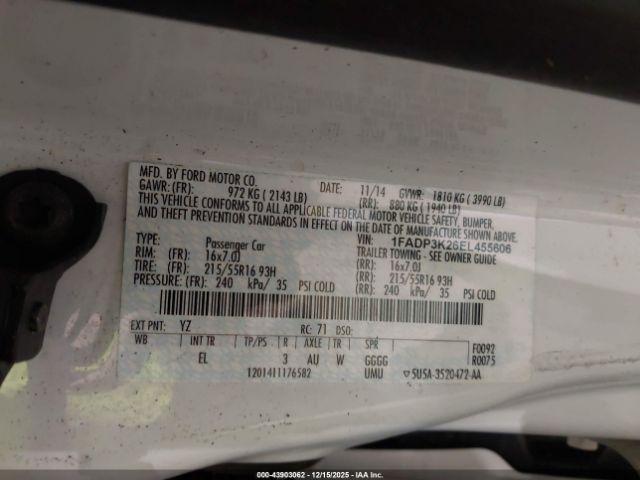 MFD. BY FORD MOTOR CO.
DATE: 11/14 GVWR: 1810 KG ( 3990 LB)
GAWR: (FR): 972 KG ( 2143 LB) (RR): 880 KG ( 1940 LB)
THIS VEHICLE CONFORMS TO ALL APPLICABLE FEDERAL MOTOR VEHICLE SAFETY, BUMPER,
AND THEFT PREVENTION STANDARDS IN EFFECT ON THE DATE OF MANUFACTURE SHOWN ABOVE.
VIN: 1FADP3K26EL455606
TYPE: Passenger Car TRAILER TOWING - SEE OWNER GUIDE
RIM: (FR): 16x7.0J (RR): 16x7.0J
TIRE: (FR): 215/55R16 93H (RR): 215/55R16 93H
PRESSURE: (FR): 240 kPa/ 35 PSI COLD (RR): 240 kPa/ 35 PSI COLD
EXT PNT: YZ RC: 71 DSO:
WB INT TR TP/PS R AXLE TR SPR F0092
EL 3 AU W GGGG R0075
1201411176582 UMU 5U5A-3520472-AA
000-43903062 - 12/15/2025 - IAA Inc.